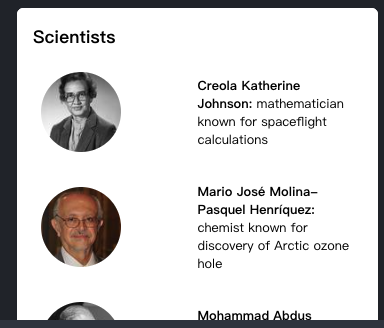 Scientists
Creola Katherine
Johnson: mathematician
known for spaceflight
calculations
Mario José Molina–
Pasquel Henríquez:
chemist known for
discovery of Arctic ozone
hole
Mohammad Abdus